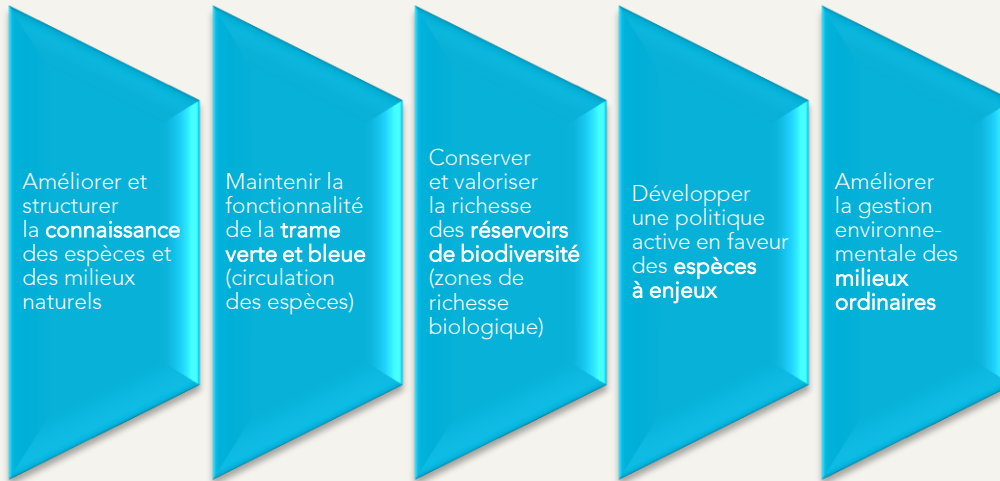 Améliorer et
structurer
la connaissance
des espèces et
des milieux
naturels
Maintenir la
fonctionnalité
de la trame
verte et bleue
(circulation
des espèces)
Conserver
et valoriser
la richesse
des réservoirs
de biodiversité
(zones de
richesse
biologique)
Développer
une politique
active en faveur
des espèces
à enjeux
Améliorer
la gestion
environne-
mentale des
milieux
ordinaires